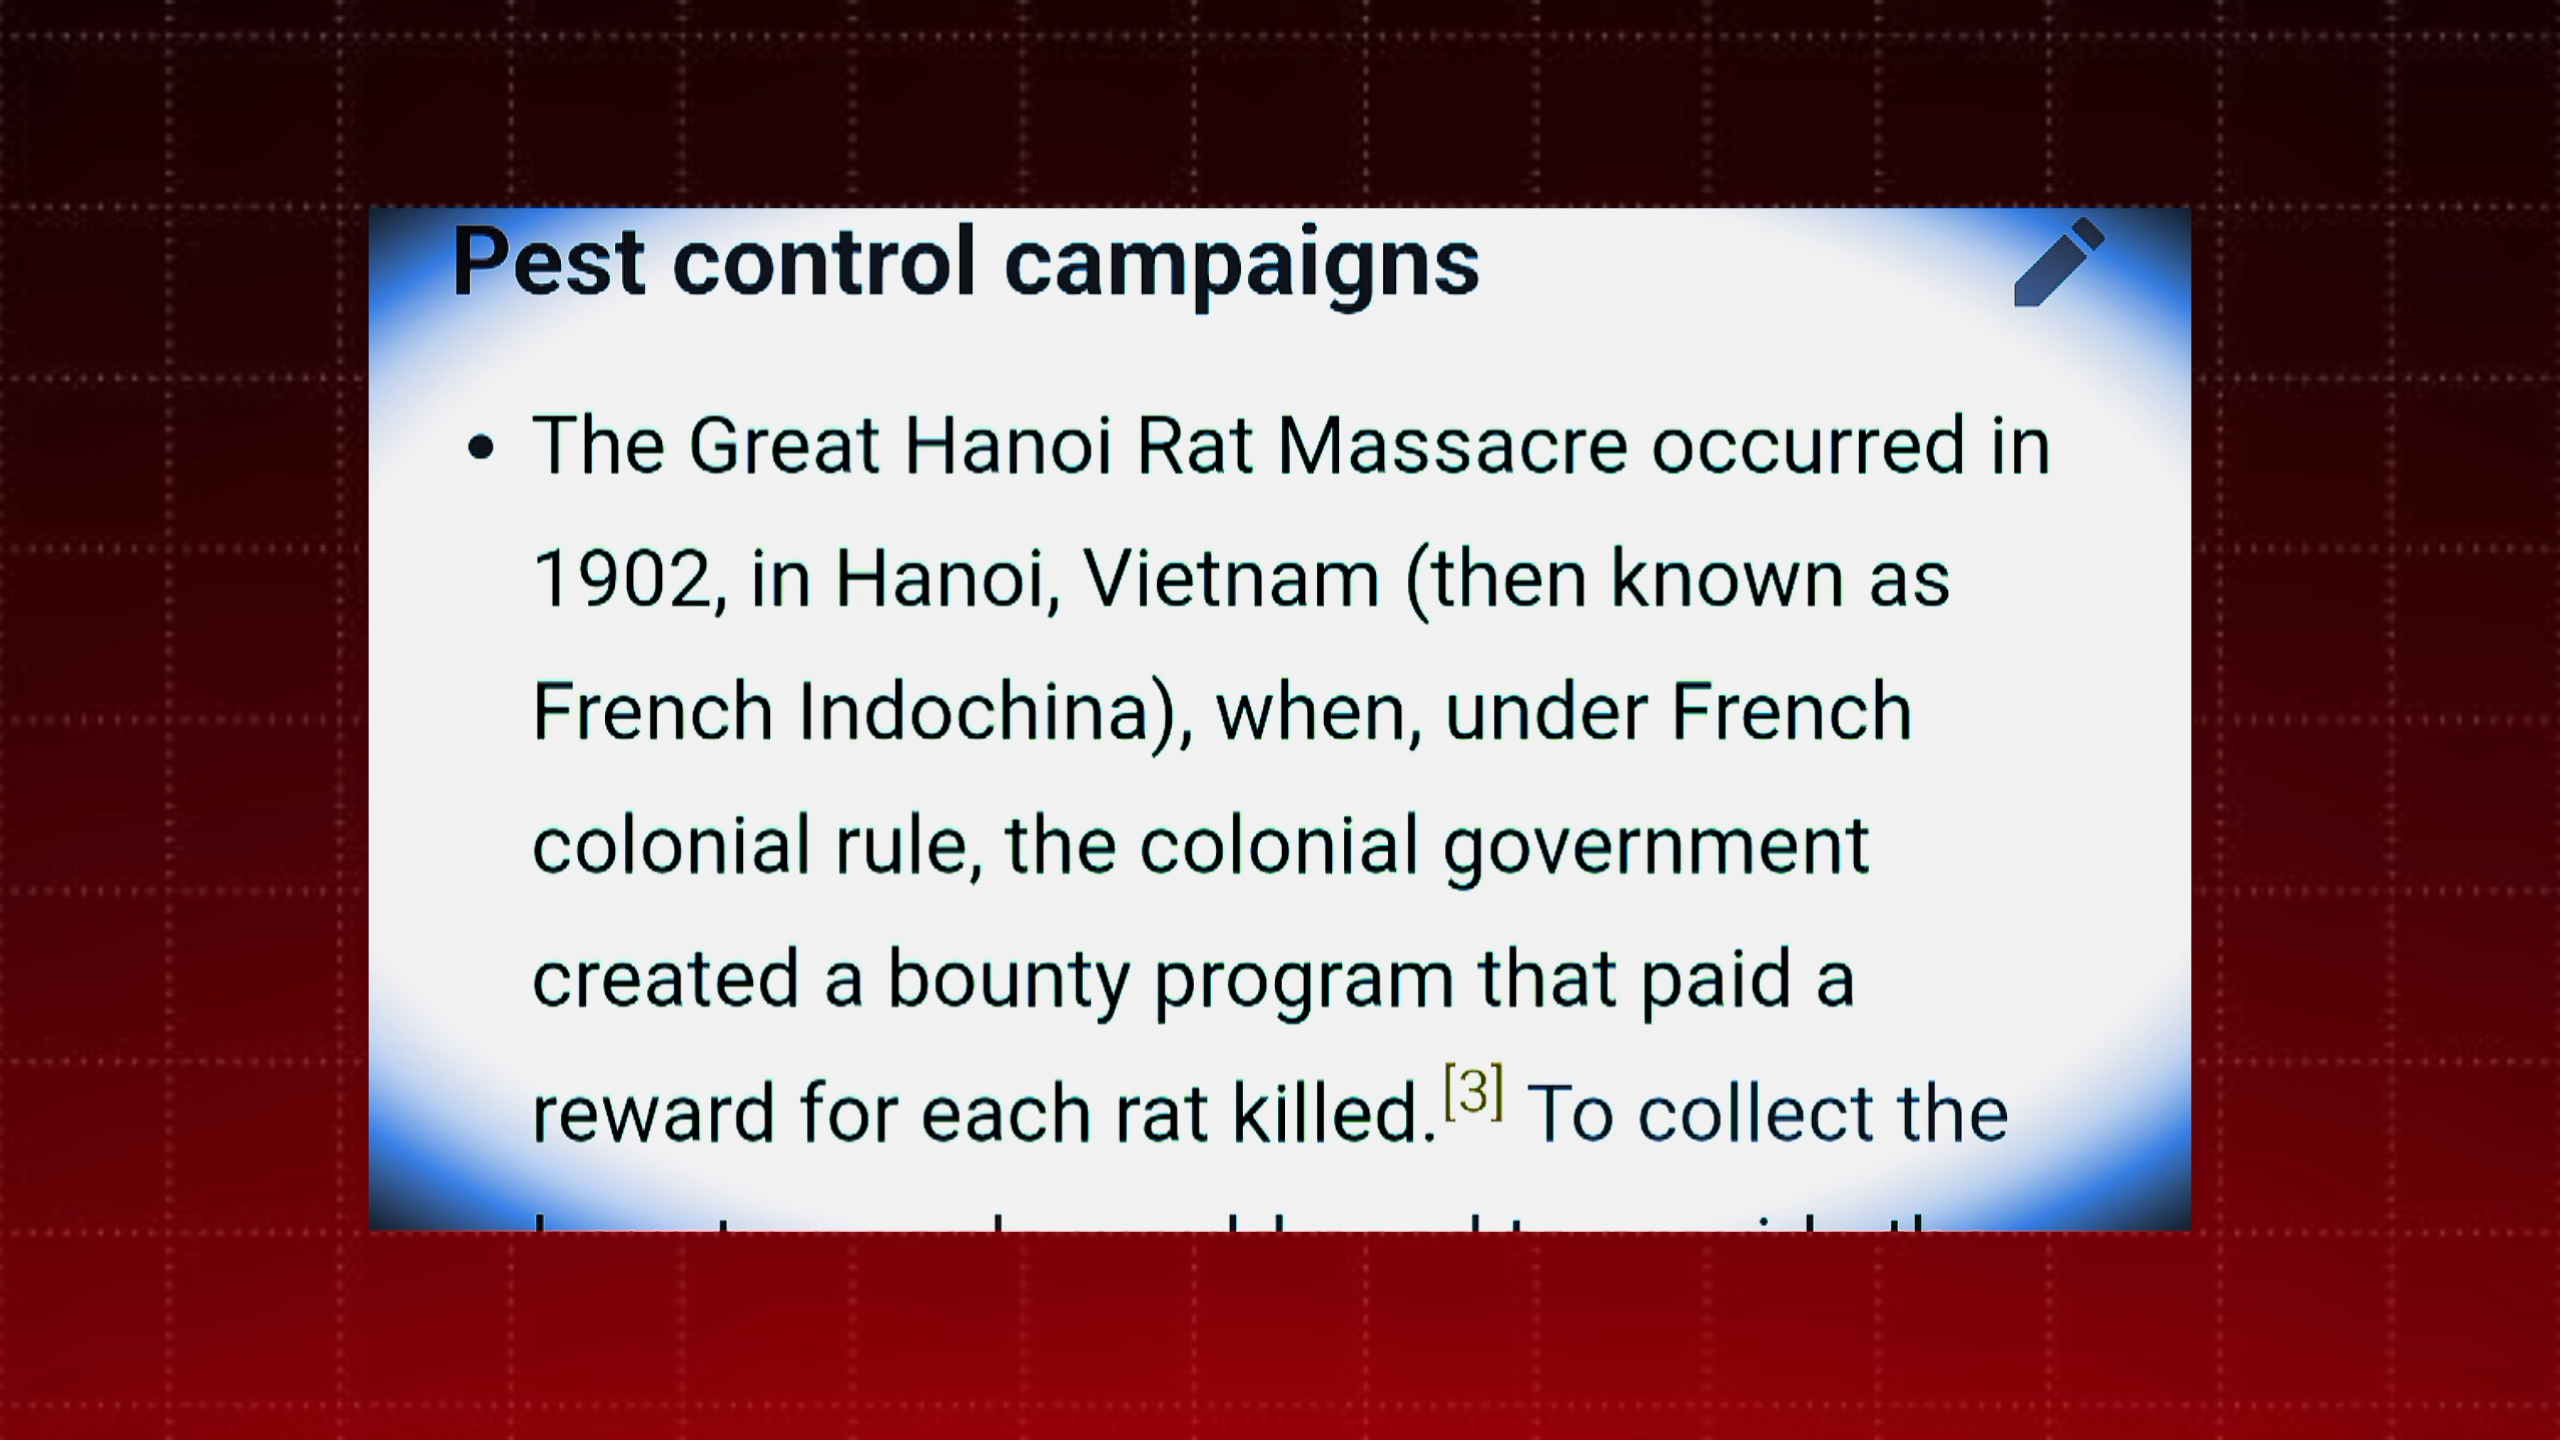 Pest control campaigns
• The Great Hanoi Rat Massacre occurred in
1902, in Hanoi, Vietnam (then known as
French Indochina), when, under French
colonial rule, the colonial government
created a bounty program that paid a
reward for each rat killed.[3] To collect the